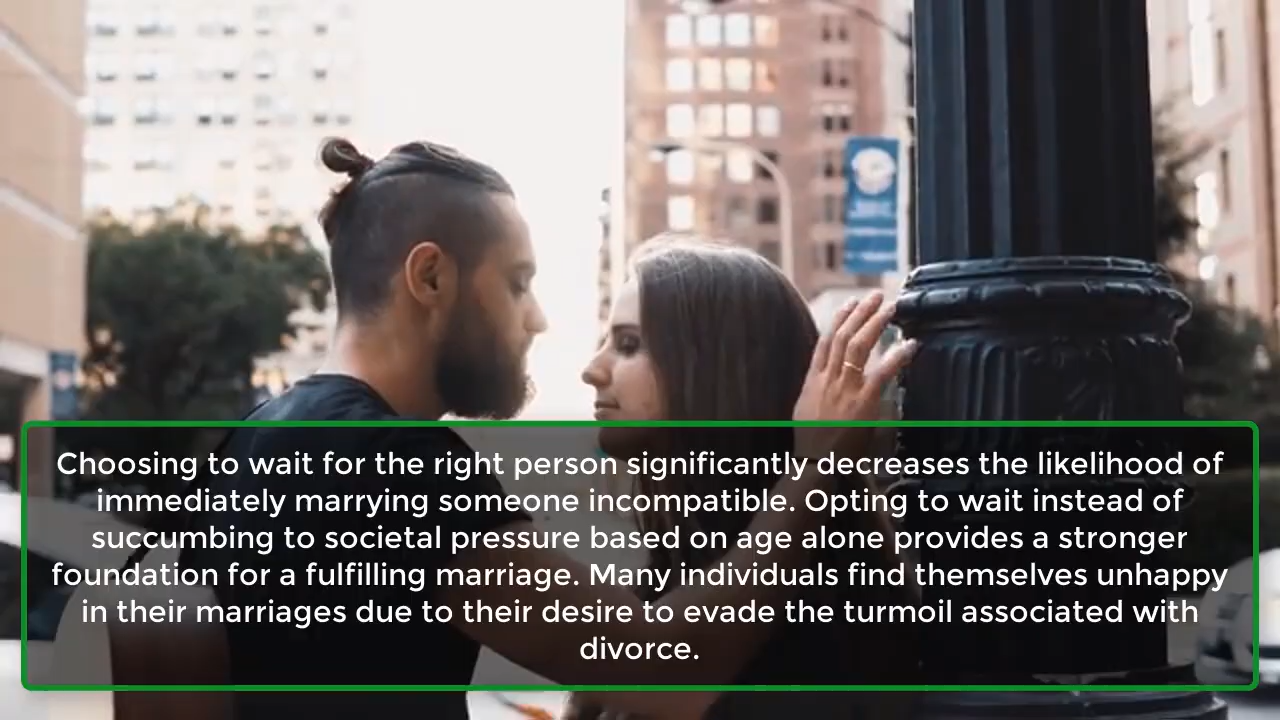 Choosing to wait for the right person significantly decreases the likelihood of
immediately marrying someone incompatible. Opting to wait instead of
succumbing to societal pressure based on age alone provides a stronger
foundation for a fulfilling marriage. Many individuals find themselves unhappy
in their marriages due to their desire to evade the turmoil associated with
divorce.